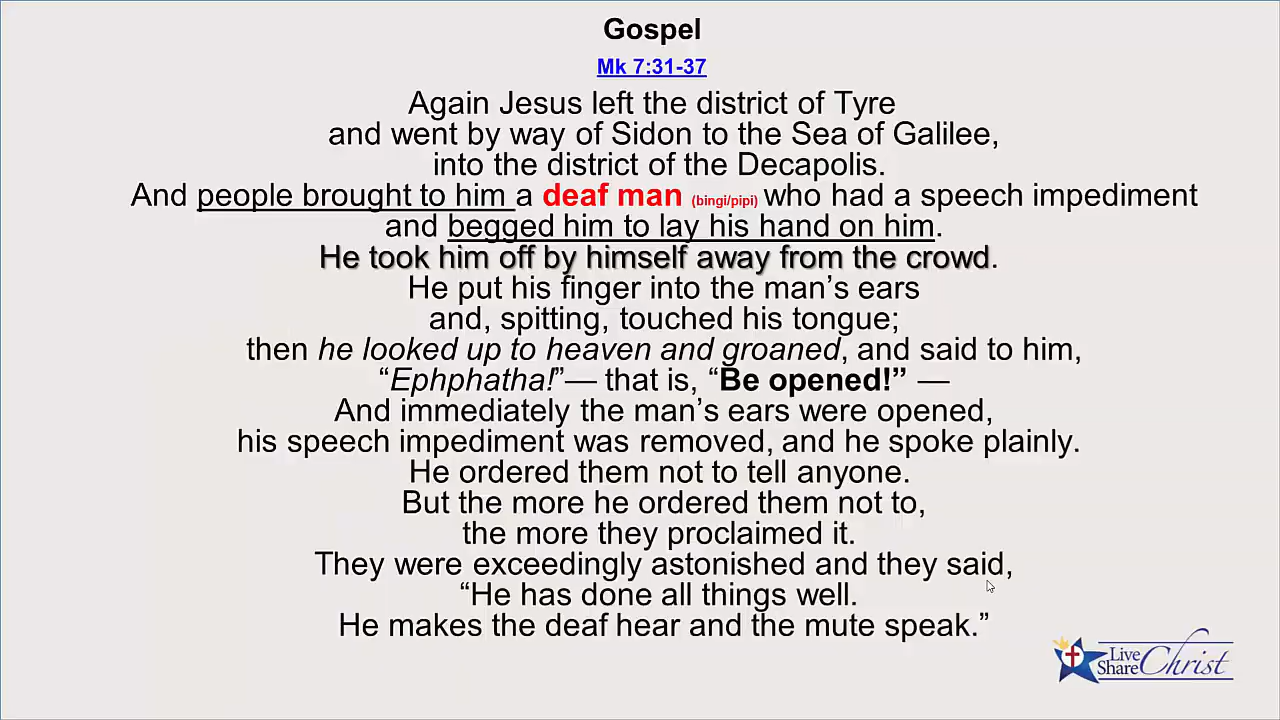 Gospel
Mk 7:31-37
Again Jesus left the district of Tyre
and went by way of Sidon to the Sea of Galilee,
into the district of the Decapolis.
And people brought to him a deaf man (bingi/pipi) who had a speech impediment
and begged him to lay his hand on him.
He took him off by himself away from the crowd.
He put his finger into the man’s ears
and, spitting, touched his tongue;
then he looked up to heaven and groaned, and said to him,
“Ephphatha!”— that is, “Be opened!” —
And immediately the man’s ears were opened,
his speech impediment was removed, and he spoke plainly.
He ordered them not to tell anyone.
But the more he ordered them not to,
the more they proclaimed it.
They were exceedingly astonished and they said,
“He has done all things well.
He makes the deaf hear and the mute speak.”
Live
Share Christ